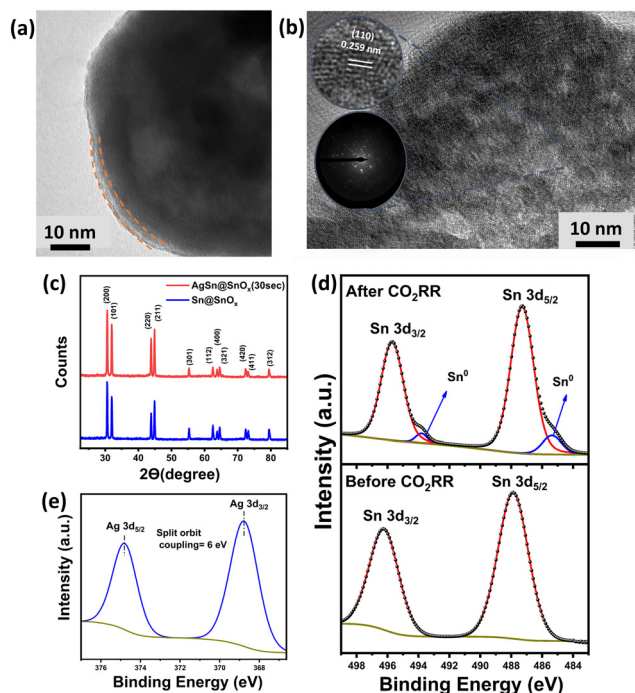 (a)
10 nm
(b)
(110)
0.259 nm
10 nm
(c)
AgSn@SnOₓ(30sec)
Sn@SnOₓ
(200)
(101)
(220)
(211)
(301)
(112)
(400)
(321)
(420)
(411)
(312)
Counts
30 40 50 60 70 80
2Θ(degree)
(d)
After CO₂RR
Sn 3d₃/₂
Sn 3d₅/₂
Sn⁰
Sn⁰
Before CO₂RR
Sn 3d₃/₂
Sn 3d₅/₂
Intensity (a.u.)
498 496 494 492 490 488 486 484
Binding Energy (eV)
(e)
Ag 3d₅/₂
Split orbit
coupling= 6 eV
Ag 3d₃/₂
Intensity (a.u.)
376 374 372 370 368
Binding Energy (eV)